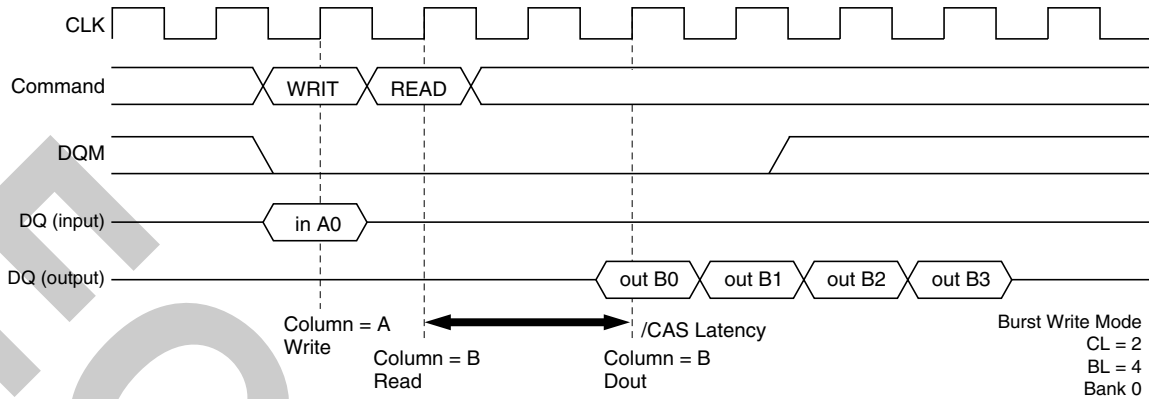 CLK
Command
WRIT
READ
DQM
DQ (input)
in A0
DQ (output)
out B0
out B1
out B2
out B3
Column = A
Write
Column = B
Read
/CAS Latency
Column = B
Dout
Burst Write Mode
CL = 2
BL = 4
Bank 0